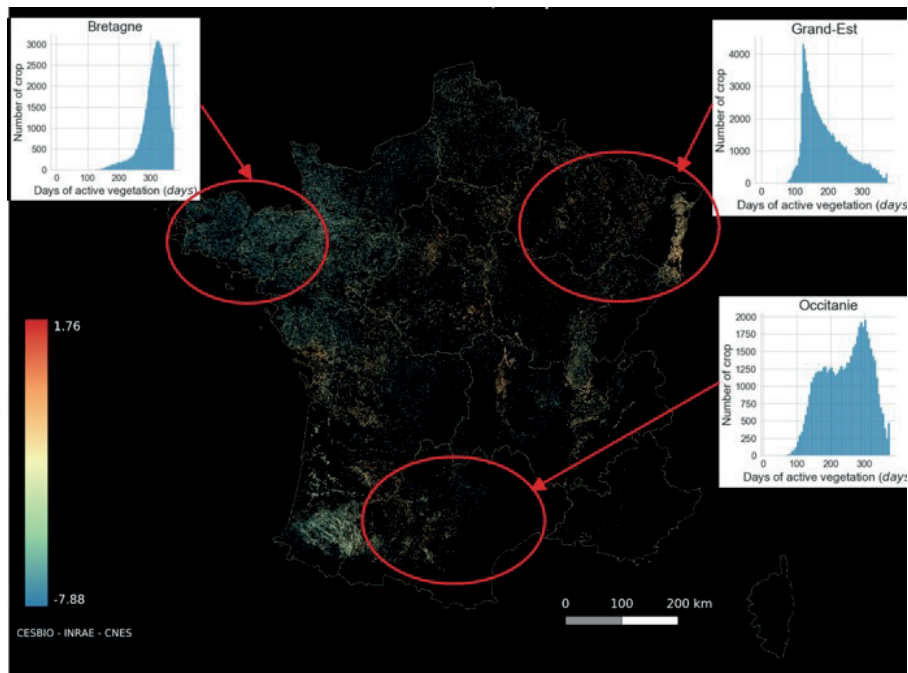 Bretagne
3000
2500
2000
1500
1000
500
0
Number of crop
0 100 200 300
Days of active vegetation (days)
Grand-Est
4000
3000
2000
1000
0
Number of crop
0 100 200 300
Days of active vegetation (days)
Occitanie
2000
1750
1500
1250
1000
750
500
250
0
Number of crop
0 100 200 300
Days of active vegetation (days)
1.76
-7.88
0 100 200 km
CESBIO - INRAE - CNES